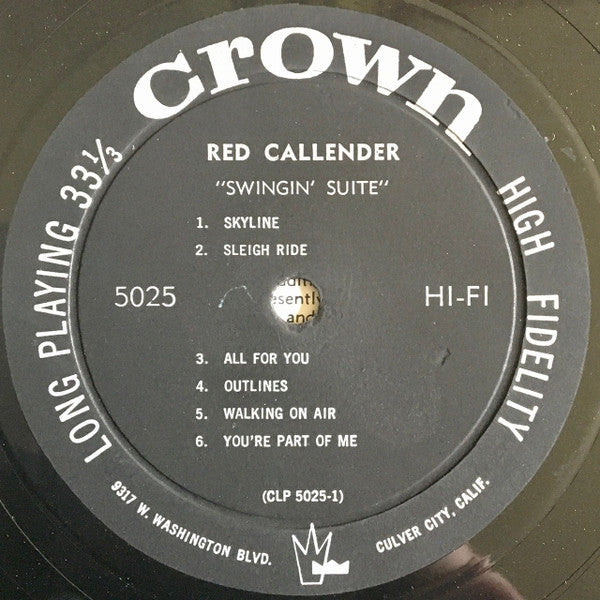 crown
LONG PLAYING 33⅓
HIGH FIDELITY
RED CALLENDER
"SWINGIN' SUITE"
1. SKYLINE
2. SLEIGH RIDE
5025
HI-FI
and
3. ALL FOR YOU
4. OUTLINES
5. WALKING ON AIR
6. YOU'RE PART OF ME
(CLP 5025-1)
9317 W. WASHINGTON BLVD.
CULVER CITY, CALIF.